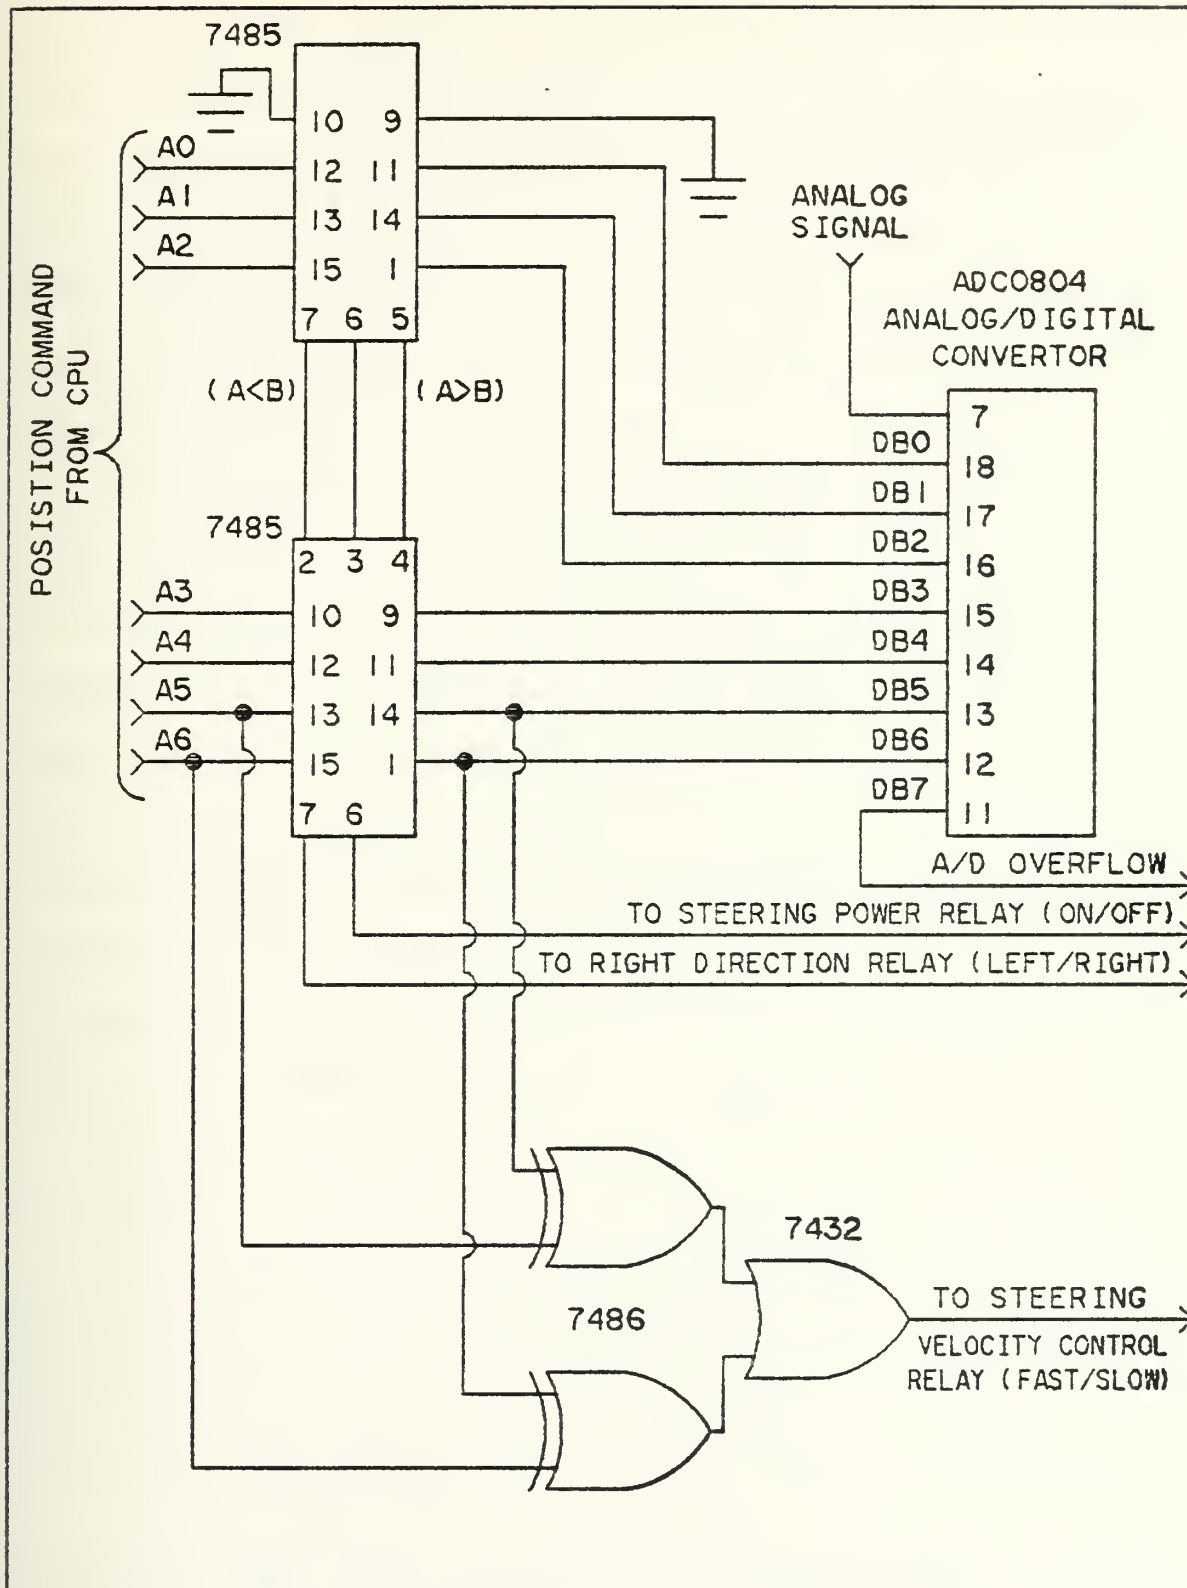 7485
10 9
12 11
13 14
15 1
7 6 5
A0
A1
A2
POSISTION COMMAND
FROM CPU
(A<B)
(A>B)
7485
2 3 4
10 9
12 11
13 14
15 1
7 6
A3
A4
A5
A6
ANALOG
SIGNAL
ADC0804
ANALOG/DIGITAL
CONVERTOR
7
DB0
18
DB1
17
DB2
16
DB3
15
DB4
14
DB5
13
DB6
12
DB7
11
A/D OVERFLOW
TO STEERING POWER RELAY (ON/OFF)
TO RIGHT DIRECTION RELAY (LEFT/RIGHT)
7432
7486
TO STEERING
VELOCITY CONTROL
RELAY (FAST/SLOW)